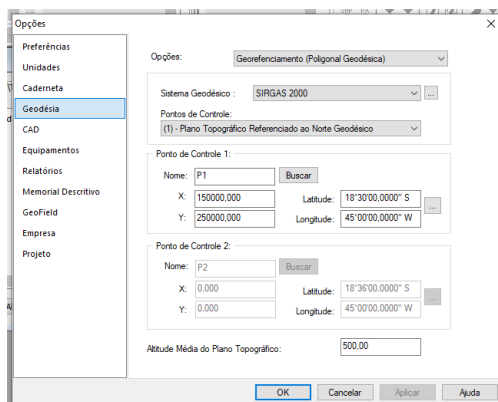 Opções
Preferências
Unidades
Caderneta
Geodésia
CAD
Equipamentos
Relatórios
Memorial Descritivo
GeoField
Empresa
Projeto
Opções: Georefenciamento (Poligonal Geodésica)
Sistema Geodésico : SIRGAS 2000 ...
Pontos de Controle:
(1) - Plano Topográfico Referenciado ao Norte Geodésico
Ponto de Controle 1:
Nome: P1 Buscar
X: 150000,000 Latitude: 18°30'00,0000" S
...
Y: 250000,000 Longitude: 45°00'00,0000" W
Ponto de Controle 2:
Nome: P2 Buscar
X: 0,000 Latitude: 18°36'00,0000" S
...
Y: 0,000 Longitude: 45°00'00,0000" W
Altitude Média do Plano Topográfico: 500,00
OK Cancelar Aplicar Ajuda